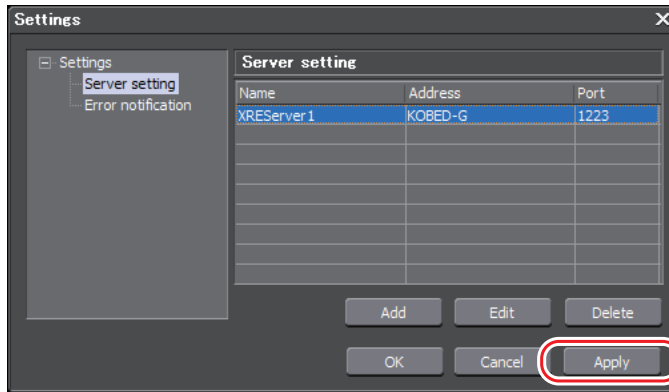 Settings
Settings
Server setting
Error notification
Server setting
Name Address Port
XREServer1 KOBED-G 1223
Add Edit Delete
OK Cancel Apply